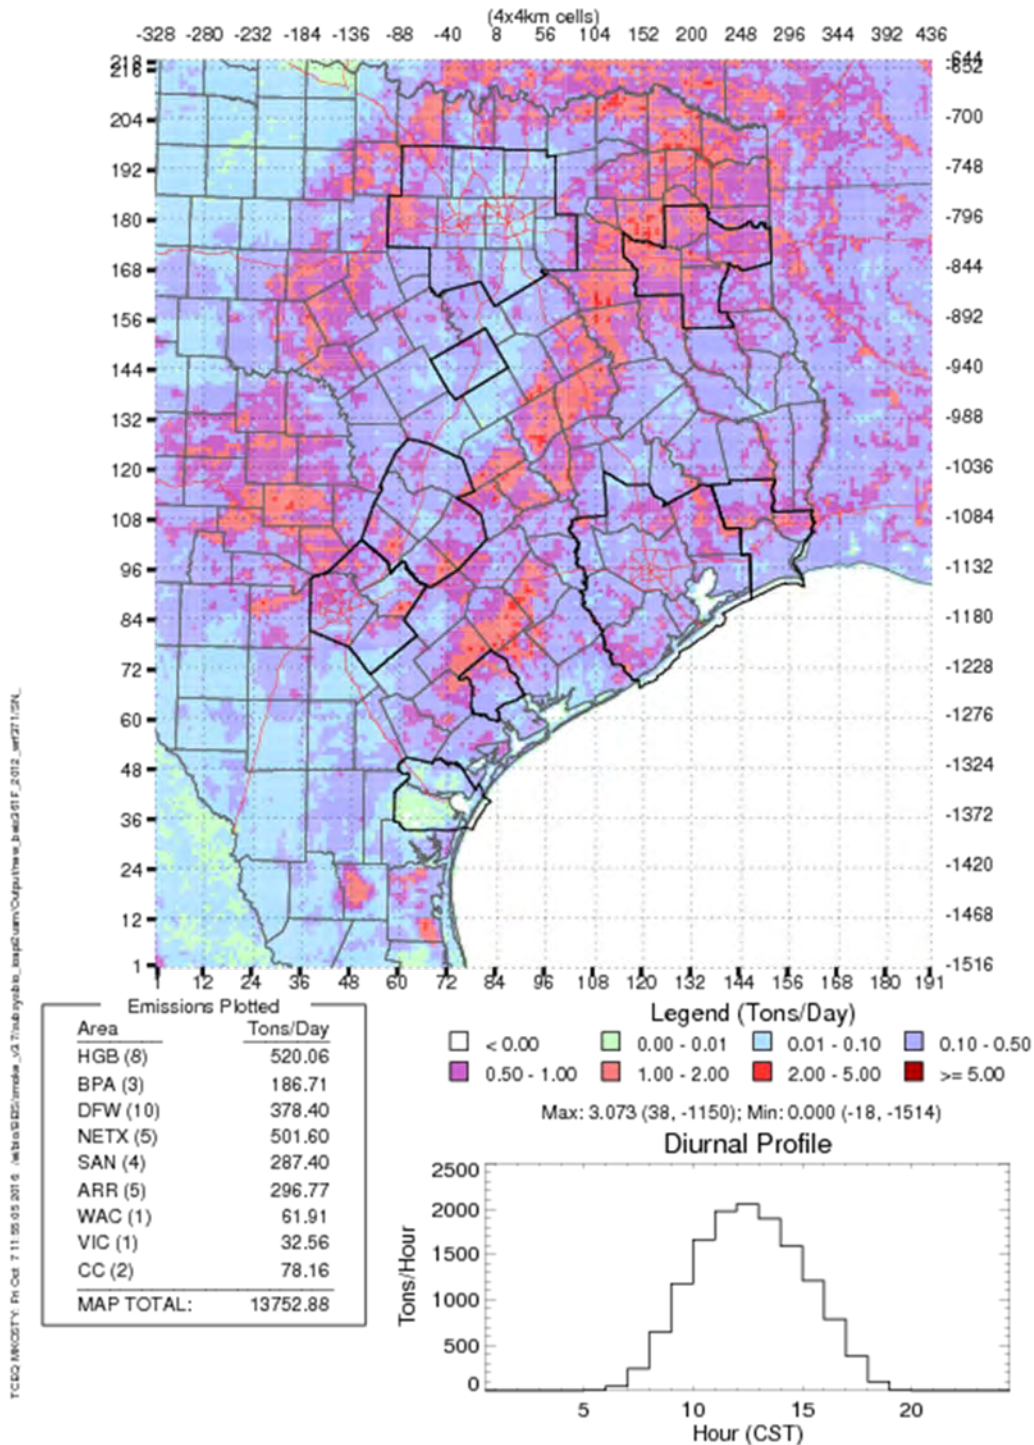 (4x4km cells)
-328 -280 -232 -184 -136 -88 -40 8 56 104 152 200 248 296 344 392 436
218 -644
216 -652
204 -700
192 -748
180 -796
168 -844
156 -892
144 -940
132 -988
120 -1036
108 -1084
96 -1132
84 -1180
72 -1228
60 -1276
48 -1324
36 -1372
24 -1420
12 -1468
1 -1516
1 12 24 36 48 60 72 84 96 108 120 132 144 156 168 180 191
Emissions Plotted
Area Tons/Day
HGB (8) 520.06
BPA (3) 186.71
DFW (10) 378.40
NETX (5) 501.60
SAN (4) 287.40
ARR (5) 296.77
WAC (1) 61.91
VIC (1) 32.56
CC (2) 78.16
MAP TOTAL: 13752.88
Legend (Tons/Day)
< 0.00 0.00 - 0.01 0.01 - 0.10 0.10 - 0.50
0.50 - 1.00 1.00 - 2.00 2.00 - 5.00 >= 5.00
Max: 3.073 (38, -1150); Min: 0.000 (-18, -1514)
Diurnal Profile
2500
2000
1500
1000
500
0
Tons/Hour
5 10 15 20
Hour (CST)